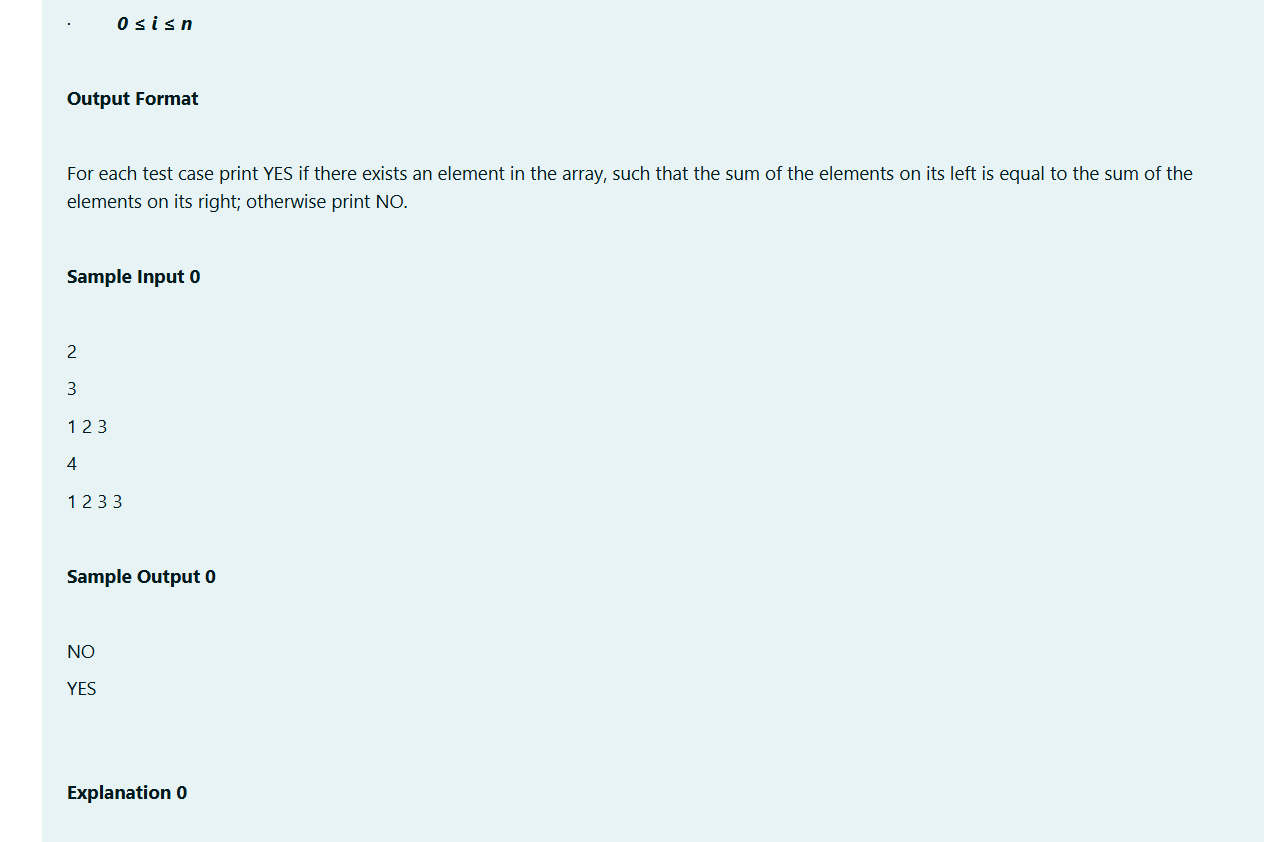 · 0 ≤ i ≤ n
Output Format
For each test case print YES if there exists an element in the array, such that the sum of the elements on its left is equal to the sum of the
elements on its right; otherwise print NO.
Sample Input 0
2
3
1 2 3
4
1 2 3 3
Sample Output 0
NO
YES
Explanation 0